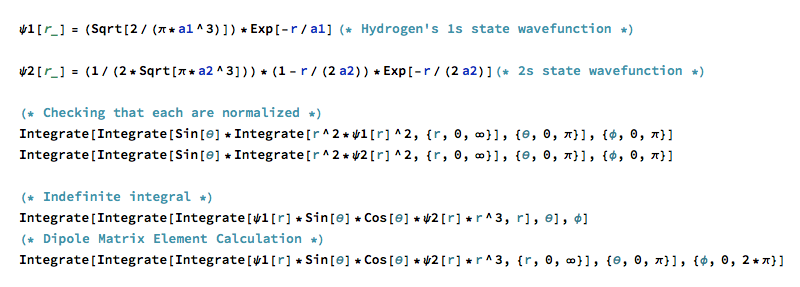 ψ1[r_] = (Sqrt[2 / (π * a1 ^ 3)]) * Exp[-r / a1] (* Hydrogen's 1s state wavefunction *)
ψ2[r_] = (1 / (2 * Sqrt[π * a2 ^ 3])) * (1 - r / (2 a2)) * Exp[-r / (2 a2)] (* 2s state wavefunction *)
(* Checking that each are normalized *)
Integrate[Integrate[Sin[θ] * Integrate[r ^ 2 * ψ1[r] ^ 2, {r, 0, ∞}], {θ, 0, π}], {ϕ, 0, π}]
Integrate[Integrate[Sin[θ] * Integrate[r ^ 2 * ψ2[r] ^ 2, {r, 0, ∞}], {θ, 0, π}], {ϕ, 0, π}]
(* Indefinite integral *)
Integrate[Integrate[Integrate[ψ1[r] * Sin[θ] * Cos[θ] * ψ2[r] * r ^ 3, r], θ], ϕ]
(* Dipole Matrix Element Calculation *)
Integrate[Integrate[Integrate[ψ1[r] * Sin[θ] * Cos[θ] * ψ2[r] * r ^ 3, {r, 0, ∞}], {θ, 0, π}], {ϕ, 0, 2 * π}]